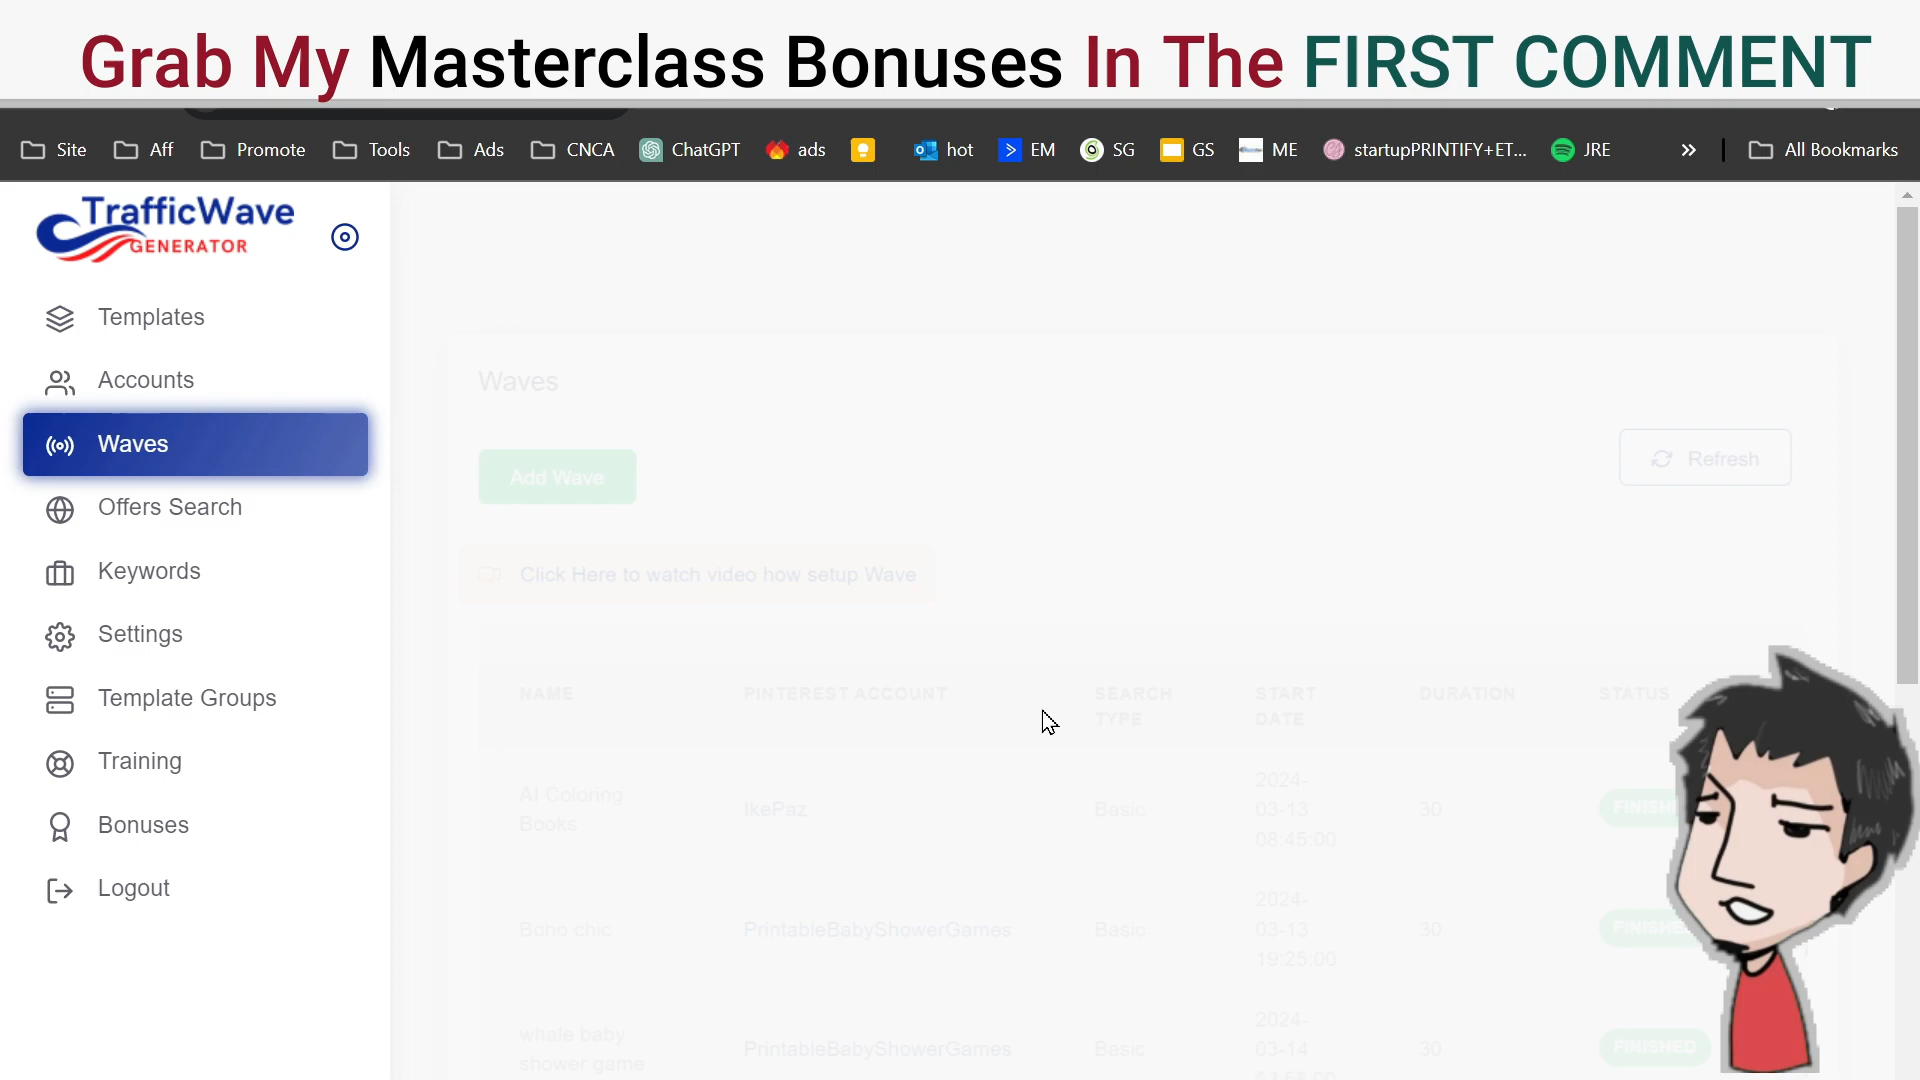 Grab My Masterclass Bonuses In The FIRST COMMENT
Site Aff Promote Tools Ads CNCA ChatGPT ads hot EM SG GS ME startupPRINTIFY+ET... JRE » All Bookmarks
TrafficWave
GENERATOR
Templates
Accounts
Waves
Offers Search
Keywords
Settings
Template Groups
Training
Bonuses
Logout
Waves
Add Wave
Refresh
Click Here to watch video how setup Wave
NAME PINTEREST ACCOUNT SEARCH TYPE START DATE DURATION STATUS
AI Coloring Books IkePaz Basic 2024-03-13 08:45:00 30
Boho chic PrintableBabyShowerGames Basic 2024-03-13 19:25:00 30
whale baby shower game PrintableBabyShowerGames Basic 2024-03-14 30 FINISHED